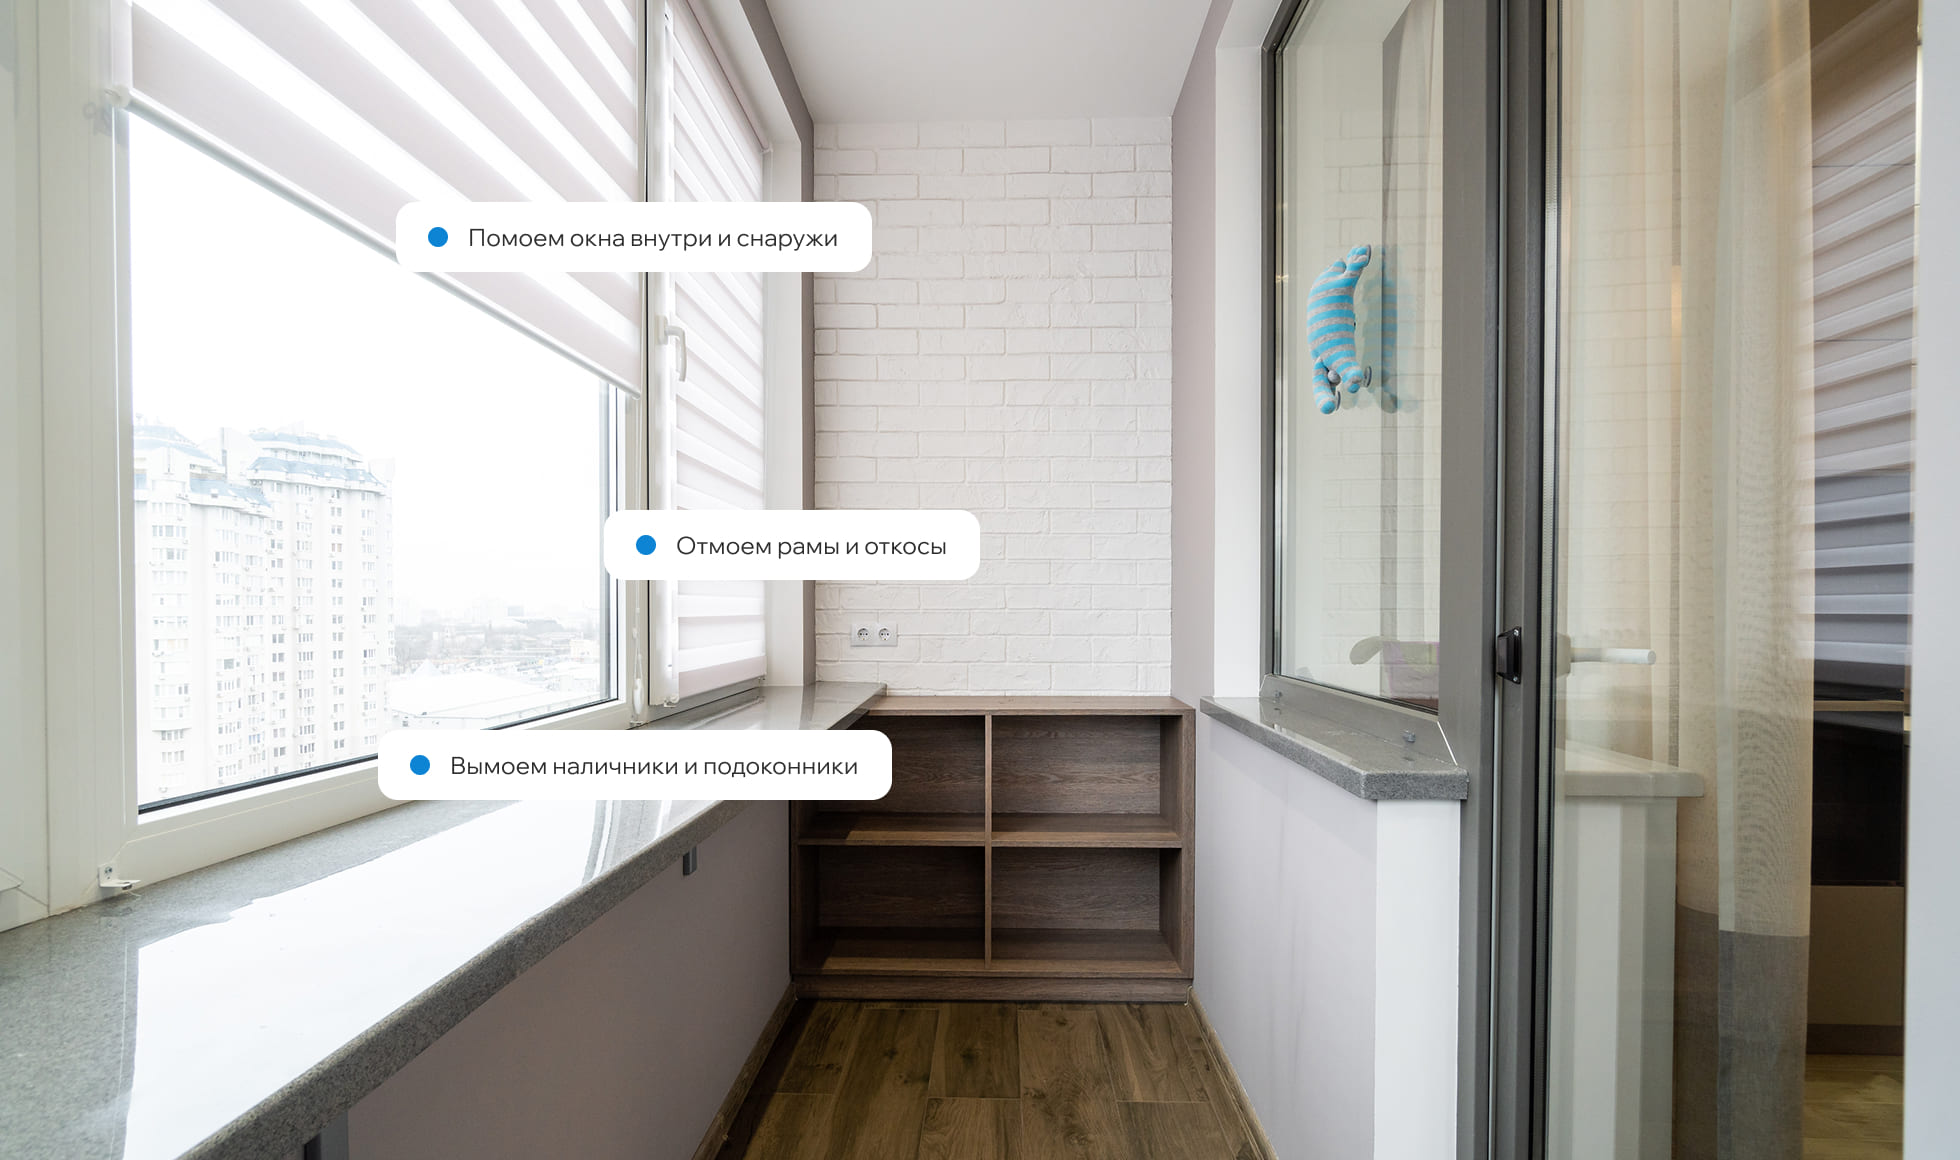 Помоем окна внутри и снаружи
Отмоем рамы и откосы
Вымоем наличники и подоконники